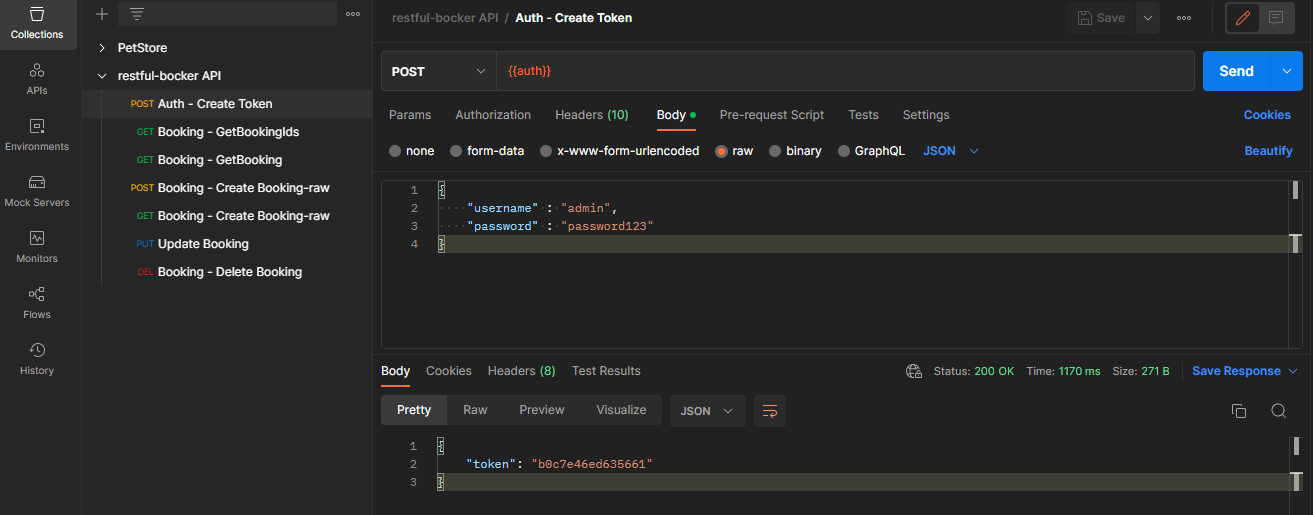 Collections
APIs
Environments
Mock Servers
Monitors
Flows
History
PetStore
restful-bocker API
POST Auth - Create Token
GET Booking - GetBookingIds
GET Booking - GetBooking
POST Booking - Create Booking-raw
GET Booking - Create Booking-raw
PUT Update Booking
DEL Booking - Delete Booking
restful-bocker API / Auth - Create Token
Save
POST {{auth}} Send
Params Authorization Headers (10) Body Pre-request Script Tests Settings Cookies
none form-data x-www-form-urlencoded raw binary GraphQL JSON Beautify
1 {
2 "username" : "admin",
3 "password" : "password123"
4 }
Body Cookies Headers (8) Test Results Status: 200 OK Time: 1170 ms Size: 271 B Save Response
Pretty Raw Preview Visualize JSON
1 {
2 "token": "b0c7e46ed635661"
3 }